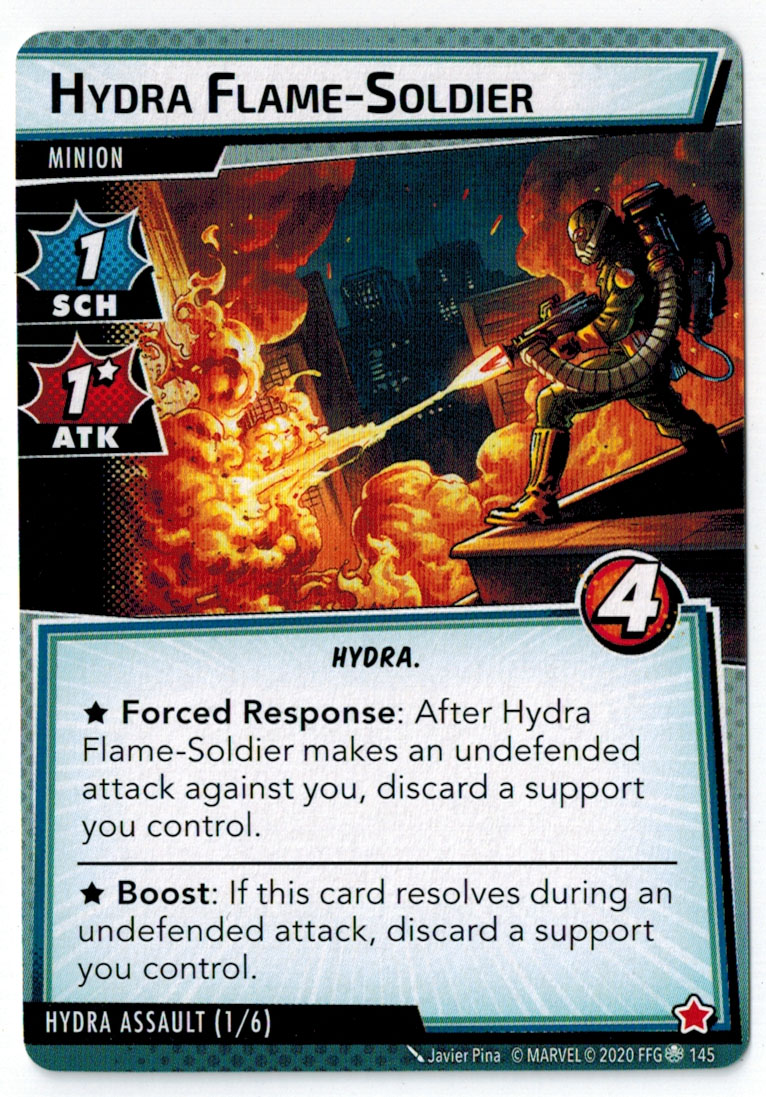 HYDRA FLAME-SOLDIER
MINION
1
SCH
1★
ATK
4
HYDRA.
★ Forced Response: After Hydra
Flame-Soldier makes an undefended
attack against you, discard a support
you control.
★ Boost: If this card resolves during an
undefended attack, discard a support
you control.
HYDRA ASSAULT (1/6)
Javier Pina © MARVEL © 2020 FFG 145